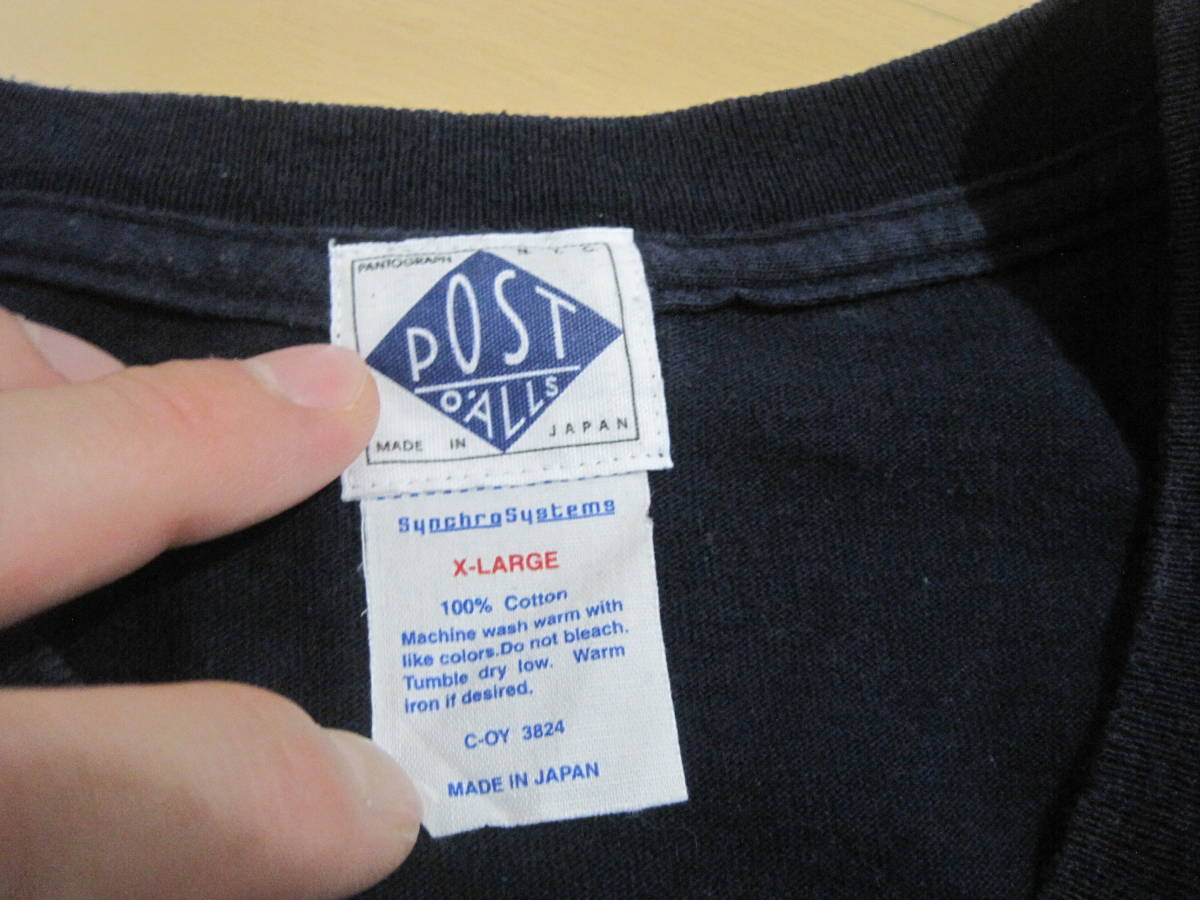 PANTOGRAPH N.Y.C.
POST
O'ALLS
MADE IN JAPAN
SynchroSystems
X-LARGE
100% Cotton
Machine wash warm with
like colors.Do not bleach.
Tumble dry low. Warm
iron if desired.
C-OY 3824
MADE IN JAPAN